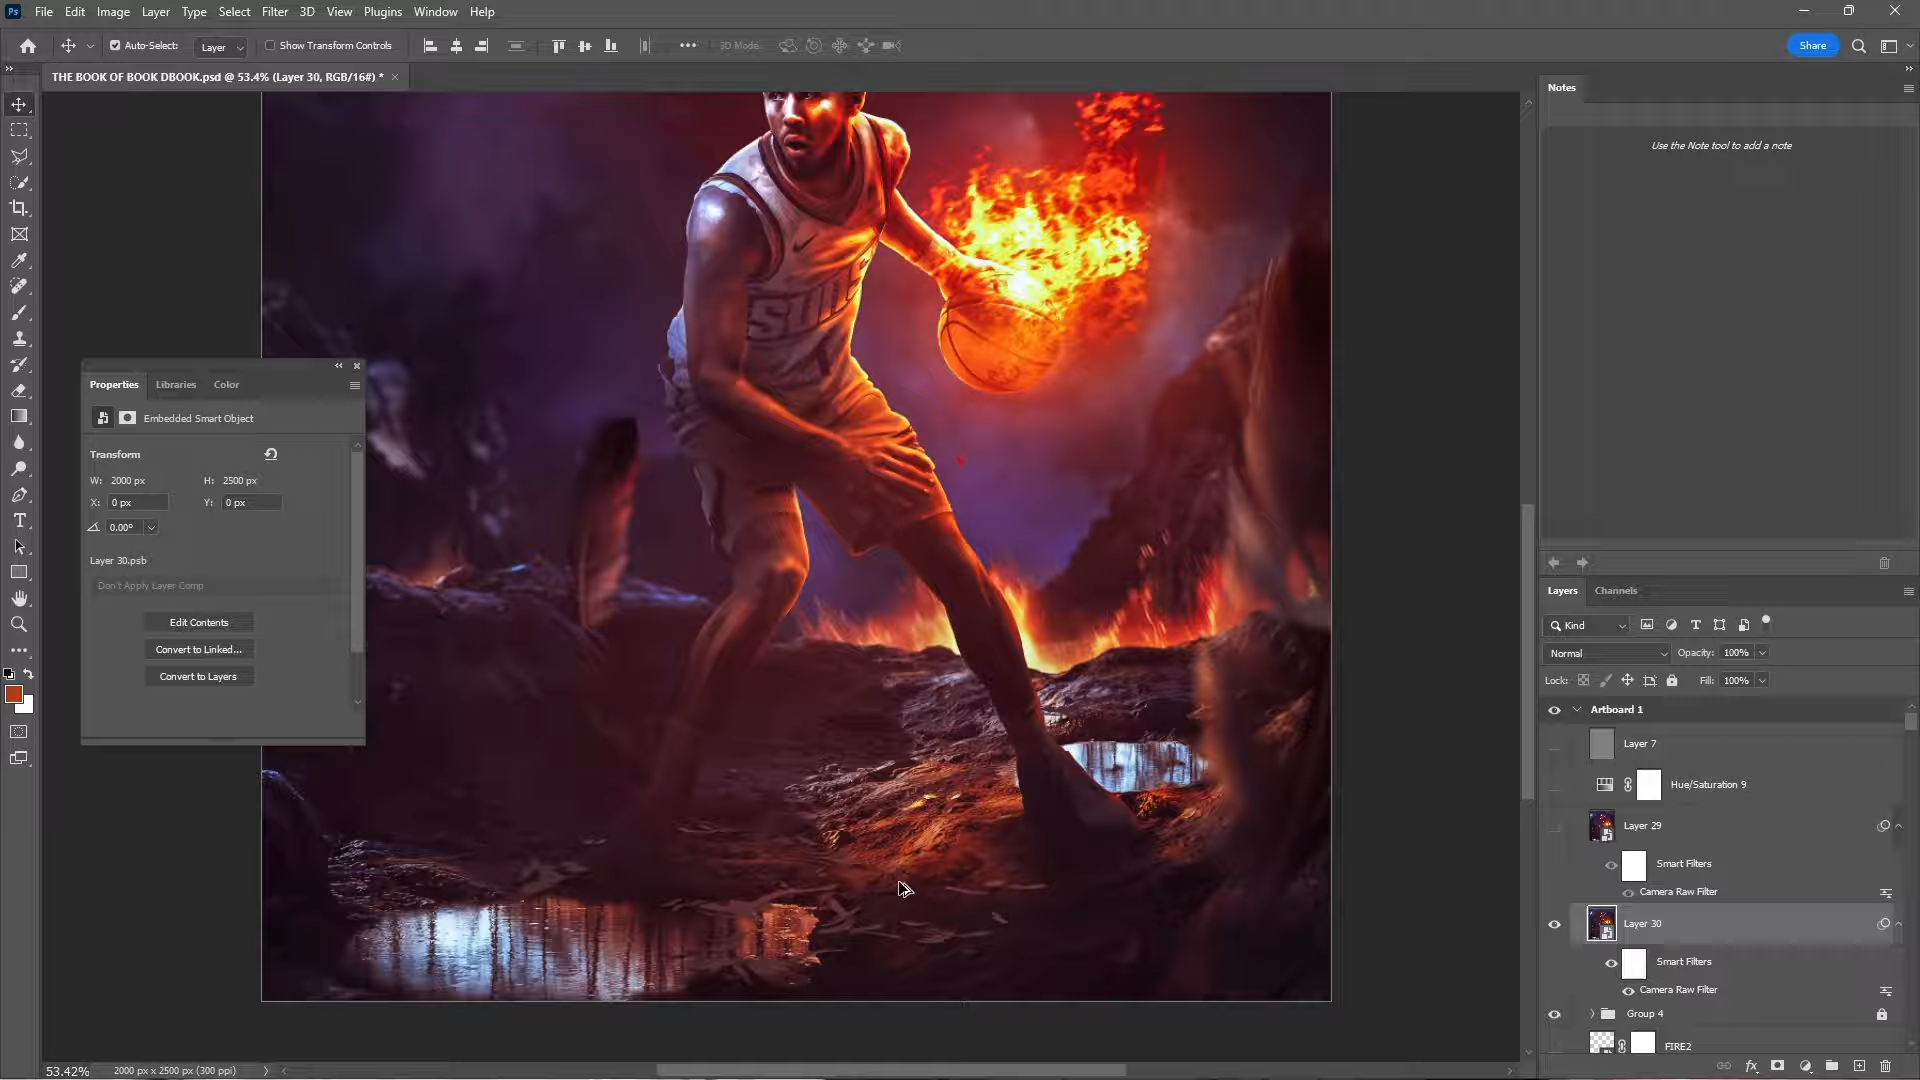 Ps File Edit Image Layer Type Select Filter 3D View Plugins Window Help
Auto-Select: Layer Show Transform Controls 3D Mode: Share
THE BOOK OF BOOK DBOOK.psd @ 53.4% (Layer 30, RGB/16#) *
Notes
Use the Note tool to add a note
SUNS
1
Properties Libraries Color
Embedded Smart Object
Transform
W: 2000 px H: 2500 px
X: 0 px Y: 0 px
0.00°
Layer 30.psb
Don't Apply Layer Comp
Edit Contents
Convert to Linked...
Convert to Layers
Layers Channels
Kind
Normal Opacity: 100%
Lock: Fill: 100%
Artboard 1
Layer 7
Hue/Saturation 9
Layer 29
Smart Filters
Camera Raw Filter
Layer 30
Smart Filters
Camera Raw Filter
Group 4
FIRE2
53.42% 2000 px x 2500 px (300 ppi)